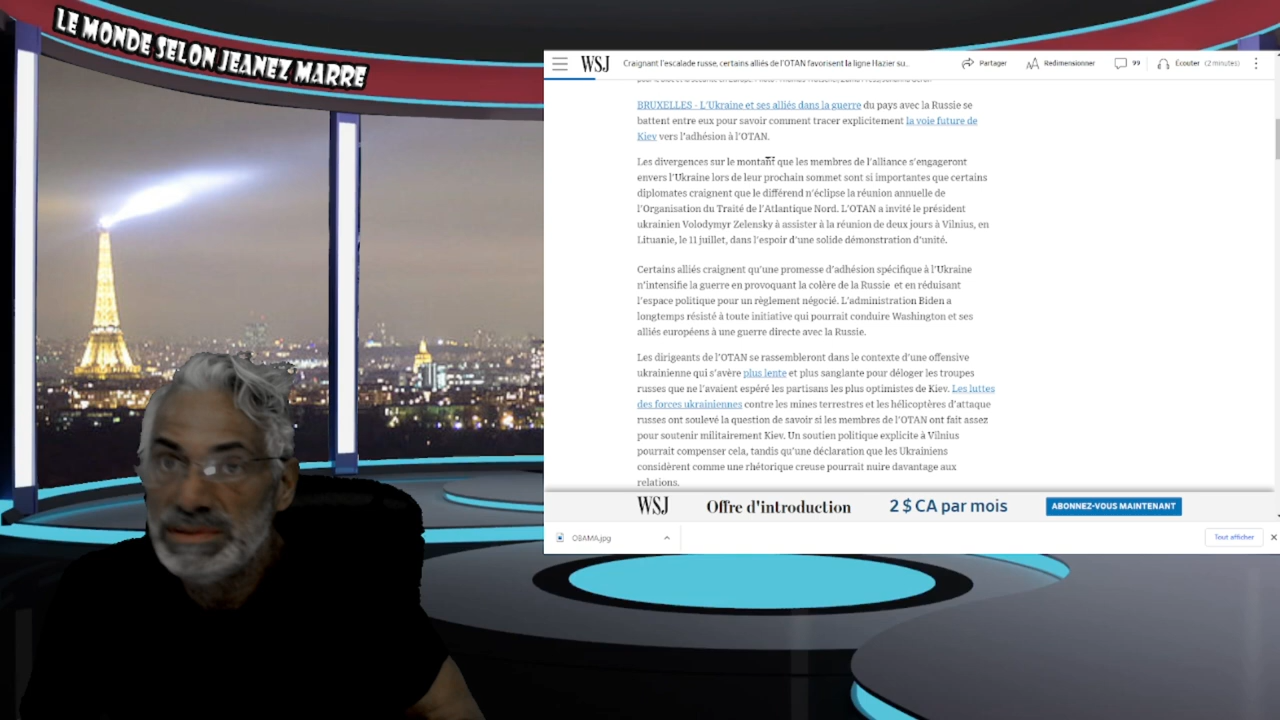 LE MONDE SELON JEANEZ MARRE
WSJ
Craignant l'escalade russe, certains alliés de l'OTAN favorisent la ligne Hazier su...
Partager
Redimensionner
99
Écouter (2 minutes)
BRUXELLES - L'Ukraine et ses alliés dans la guerre du pays avec la Russie se
battent entre eux pour savoir comment tracer explicitement la voie future de
Kiev vers l'adhésion à l'OTAN.
Les divergences sur le montant que les membres de l'alliance s'engageront
envers l'Ukraine lors de leur prochain sommet sont si importantes que certains
diplomates craignent que le différend n'éclipse la réunion annuelle de
l'Organisation du Traité de l'Atlantique Nord. L'OTAN a invité le président
ukrainien Volodymyr Zelensky à assister à la réunion de deux jours à Vilnius, en
Lituanie, le 11 juillet, dans l'espoir d'une solide démonstration d'unité.
Certains alliés craignent qu'une promesse d'adhésion spécifique à l'Ukraine
n'intensifie la guerre en provoquant la colère de la Russie et en réduisant
l'espace politique pour un règlement négocié. L'administration Biden a
longtemps résisté à toute initiative qui pourrait conduire Washington et ses
alliés européens à une guerre directe avec la Russie.
Les dirigeants de l'OTAN se rassembleront dans le contexte d'une offensive
ukrainienne qui s'avère plus lente et plus sanglante pour déloger les troupes
russes que ne l'avaient espéré les partisans les plus optimistes de Kiev. Les luttes
des forces ukrainiennes contre les mines terrestres et les hélicoptères d'attaque
russes ont soulevé la question de savoir si les membres de l'OTAN ont fait assez
pour soutenir militairement Kiev. Un soutien politique explicite à Vilnius
pourrait compenser cela, tandis qu'une déclaration que les Ukrainiens
considèrent comme une rhétorique creuse pourrait nuire davantage aux
relations.
WSJ
Offre d'introduction
2 $ CA par mois
ABONNEZ-VOUS MAINTENANT
OBAMA.jpg
Tout afficher